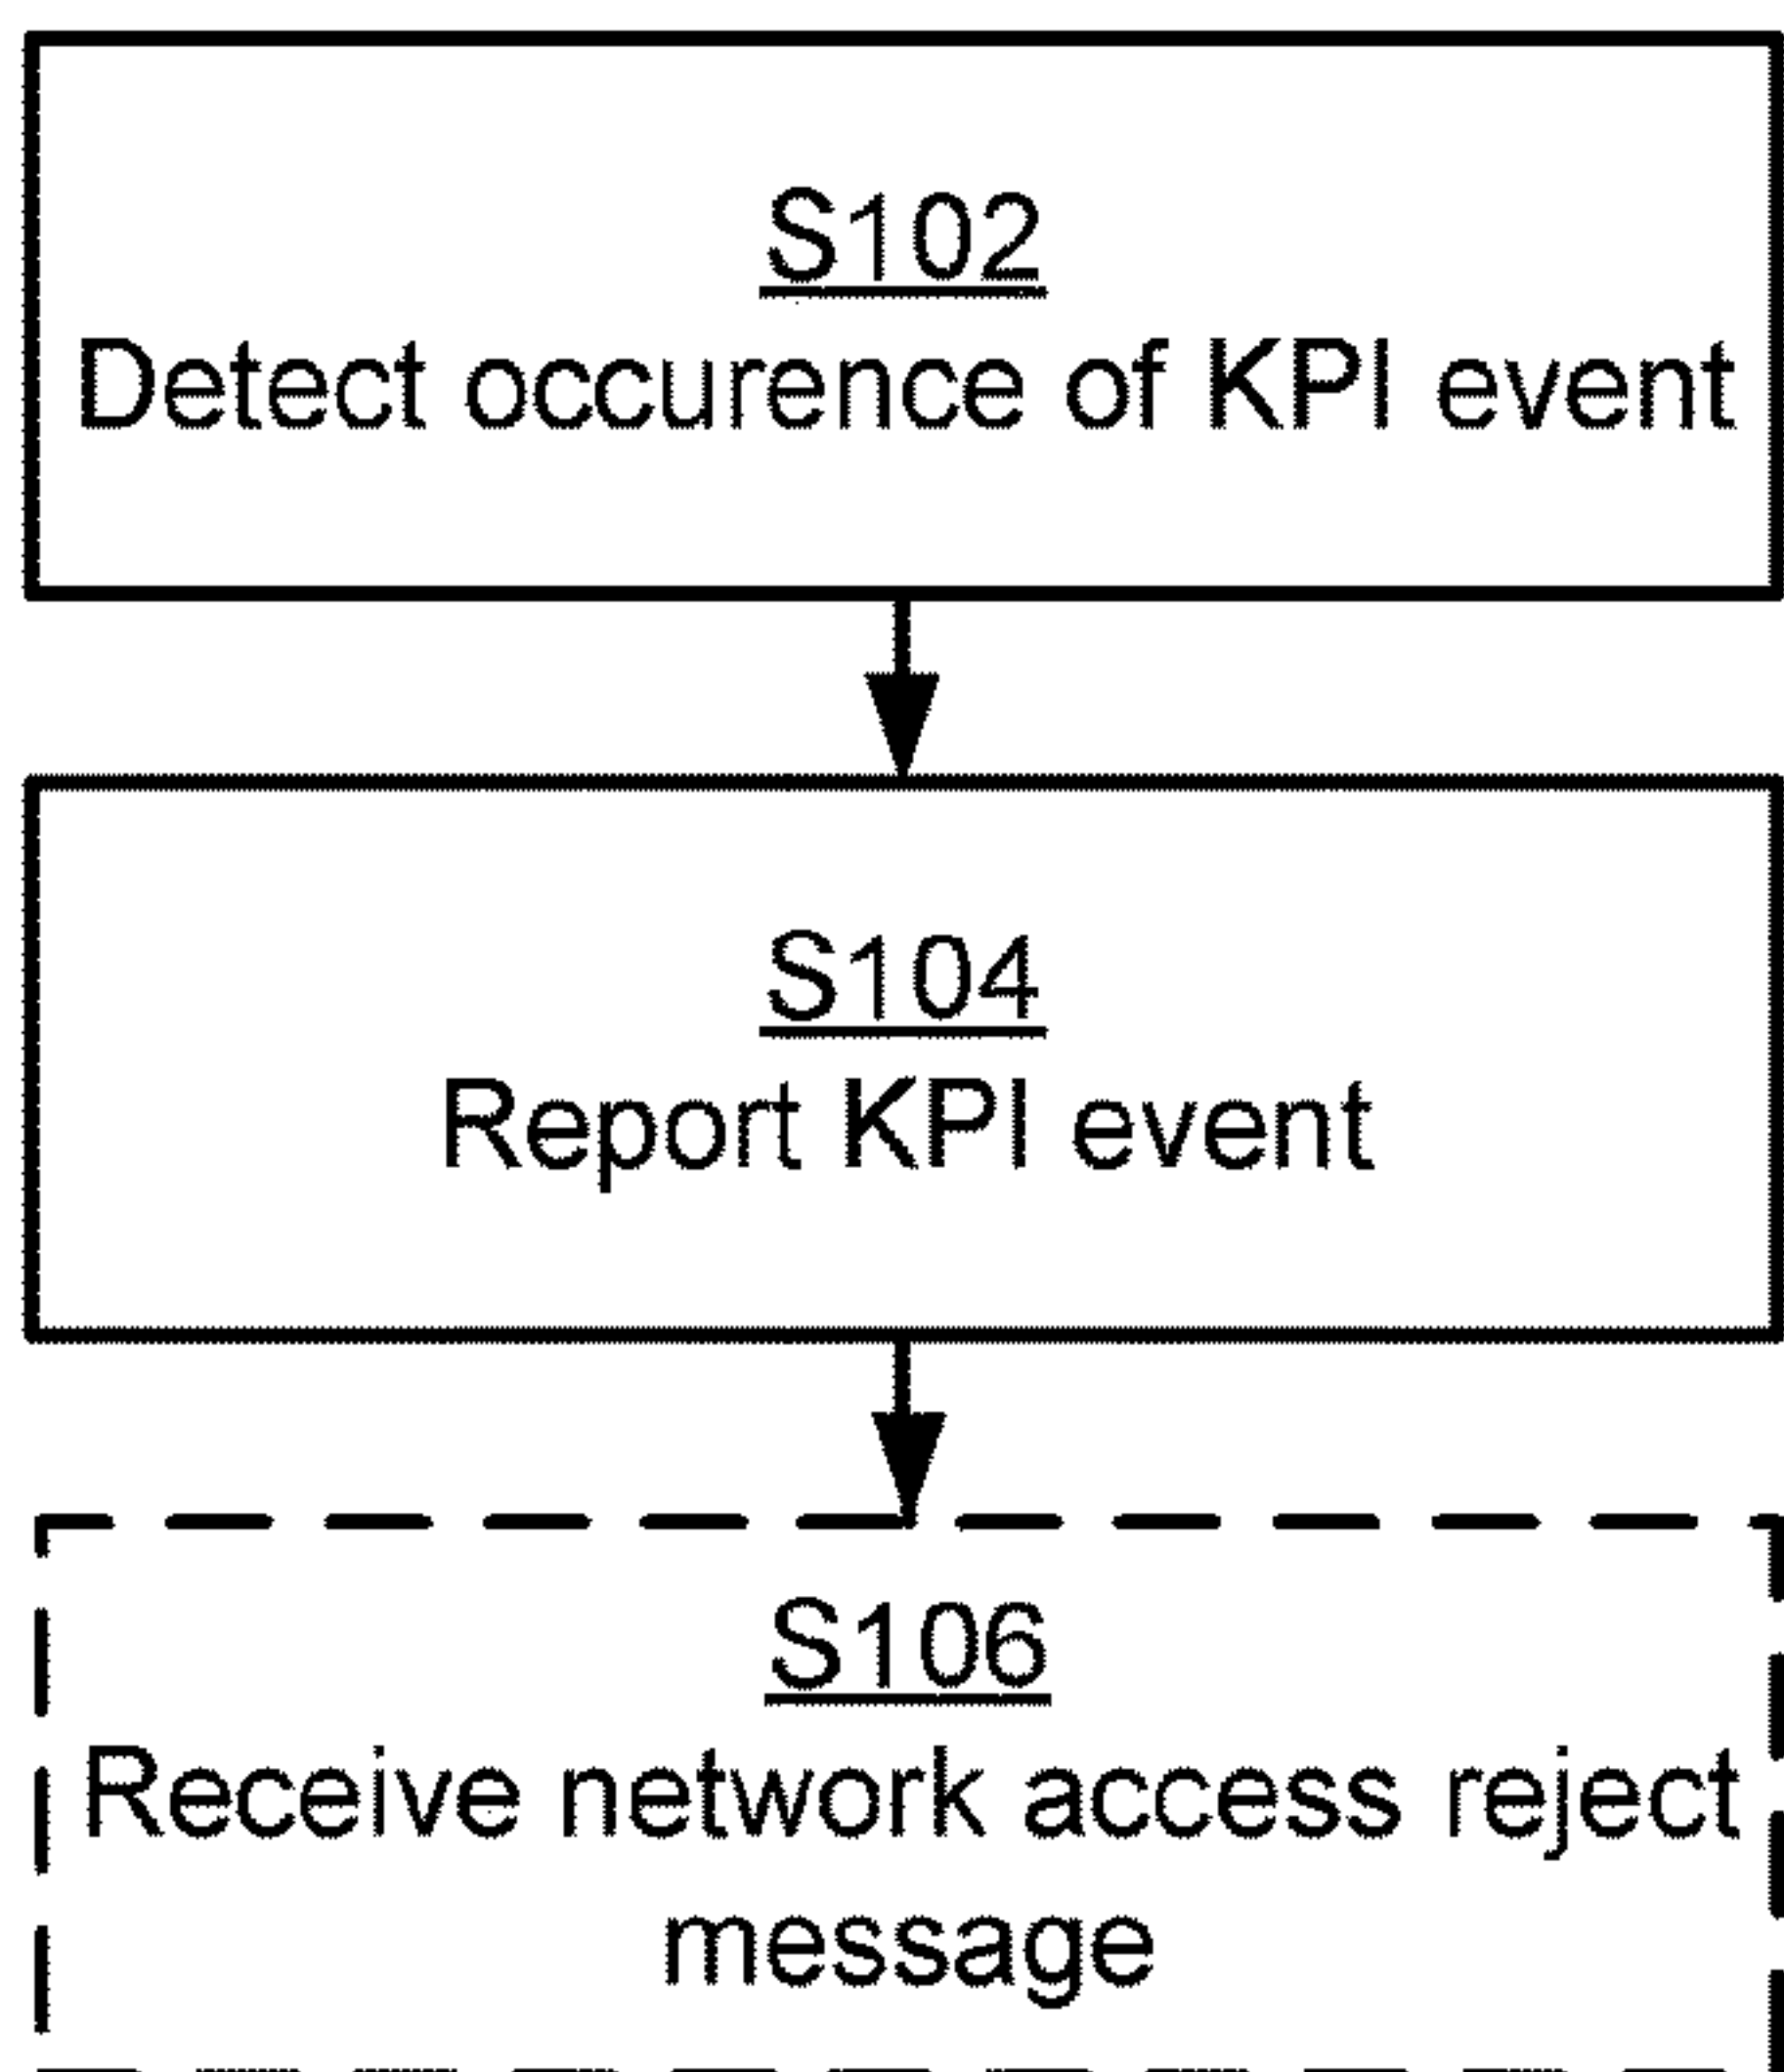 S102
Detect occurence of KPI event
S104
Report KPI event
S106
Receive network access reject
message